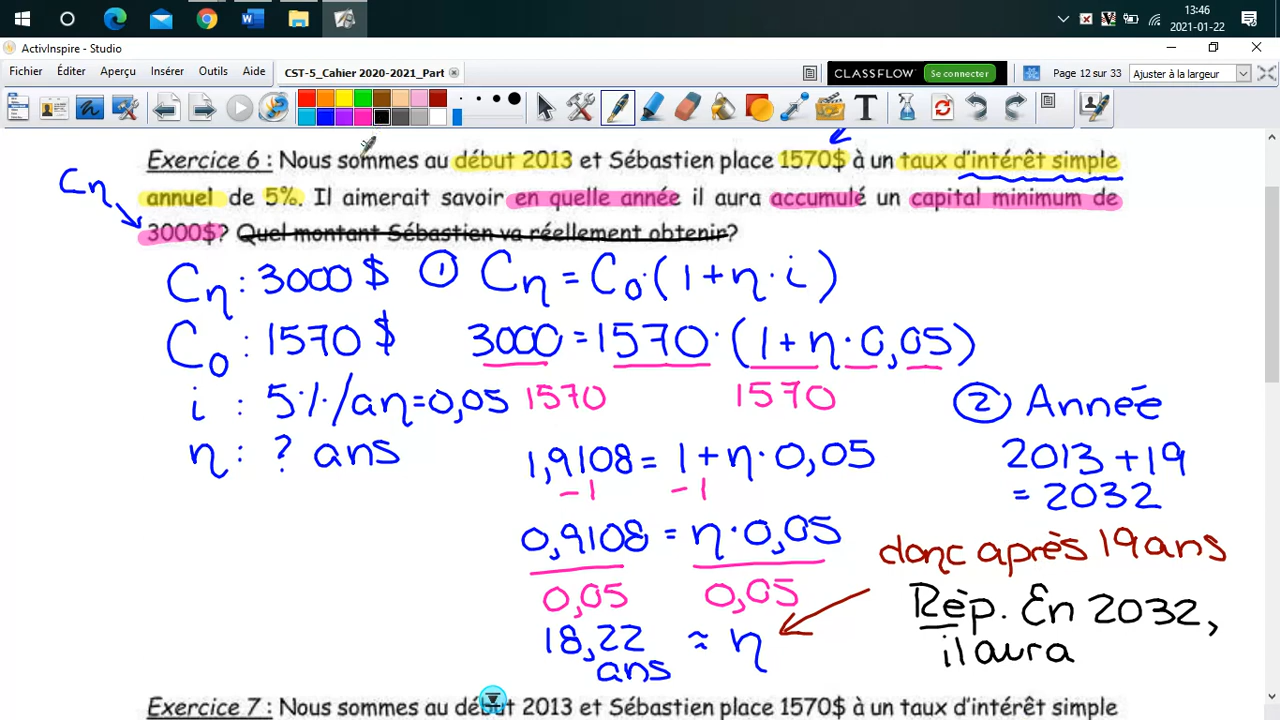 13:46
2021-01-22
ActivInspire - Studio
Fichier Éditer Aperçu Insérer Outils Aide CST-5_Cahier 2020-2021_Part CLASSFLOW Se connecter Page 12 sur 33 Ajuster à la largeur
Exercice 6 : Nous sommes au début 2013 et Sébastien place 1570$ à un taux d'intérêt simple
annuel de 5%. Il aimerait savoir en quelle année il aura accumulé un capital minimum de
3000$? Quel montant Sébastien va réellement obtenir?
Cn
Cn : 3000 $ ① Cn = C0·(1+n·i)
C0 : 1570 $ 3000 = 1570·(1+n·0,05)
i : 5%/an=0,05 1570 1570
n : ? ans
1,9108 = 1+n·0,05
-1 -1
0,9108 = n·0,05
0,05 0,05
18,22 ≈ n
ans
② Année
2013+19
= 2032
donc après 19 ans
Rép. En 2032,
il aura
Exercice 7 : Nous sommes au début 2013 et Sébastien place 1570$ à un taux d'intérêt simple